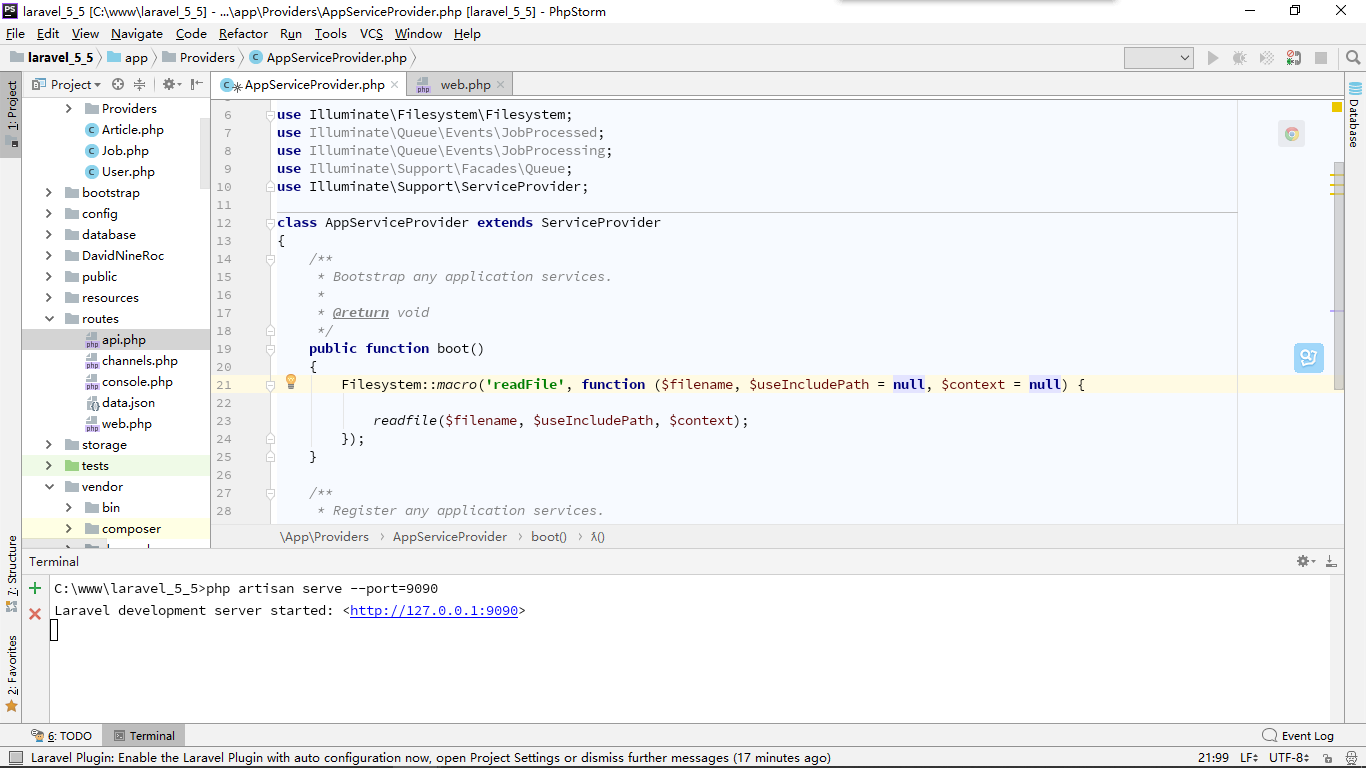 laravel_5_5 [C:\www\laravel_5_5] - ...\app\Providers\AppServiceProvider.php [laravel_5_5] - PhpStorm
File Edit View Navigate Code Refactor Run Tools VCS Window Help
laravel_5_5 app Providers AppServiceProvider.php
1: Project
7: Structure
2: Favorites
Project
Providers
Article.php
Job.php
User.php
bootstrap
config
database
DavidNineRoc
public
resources
routes
api.php
channels.php
console.php
data.json
web.php
storage
tests
vendor
bin
composer
AppServiceProvider.php web.php
6 use Illuminate\Filesystem\Filesystem;
7 use Illuminate\Queue\Events\JobProcessed;
8 use Illuminate\Queue\Events\JobProcessing;
9 use Illuminate\Support\Facades\Queue;
10 use Illuminate\Support\ServiceProvider;
11
12 class AppServiceProvider extends ServiceProvider
13 {
14 /**
15 * Bootstrap any application services.
16 *
17 * @return void
18 */
19 public function boot()
20 {
21 Filesystem::macro('readFile', function ($filename, $useIncludePath = null, $context = null) {
22
23 readfile($filename, $useIncludePath, $context);
24 });
25 }
26
27 /**
28 * Register any application services.
\App\Providers › AppServiceProvider › boot() › λ()
Database
Terminal
C:\www\laravel_5_5>php artisan serve --port=9090
Laravel development server started: <http://127.0.0.1:9090>
6: TODO Terminal Event Log
Laravel Plugin: Enable the Laravel Plugin with auto configuration now, open Project Settings or dismiss further messages (17 minutes ago) 21:99 LF UTF-8